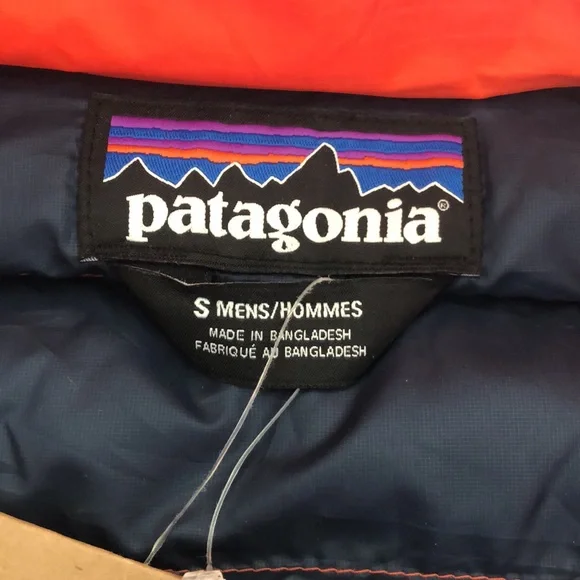 patagonia®
S MENS/HOMMES
MADE IN BANGLADESH
FABRIQUÉ AU BANGLADESH